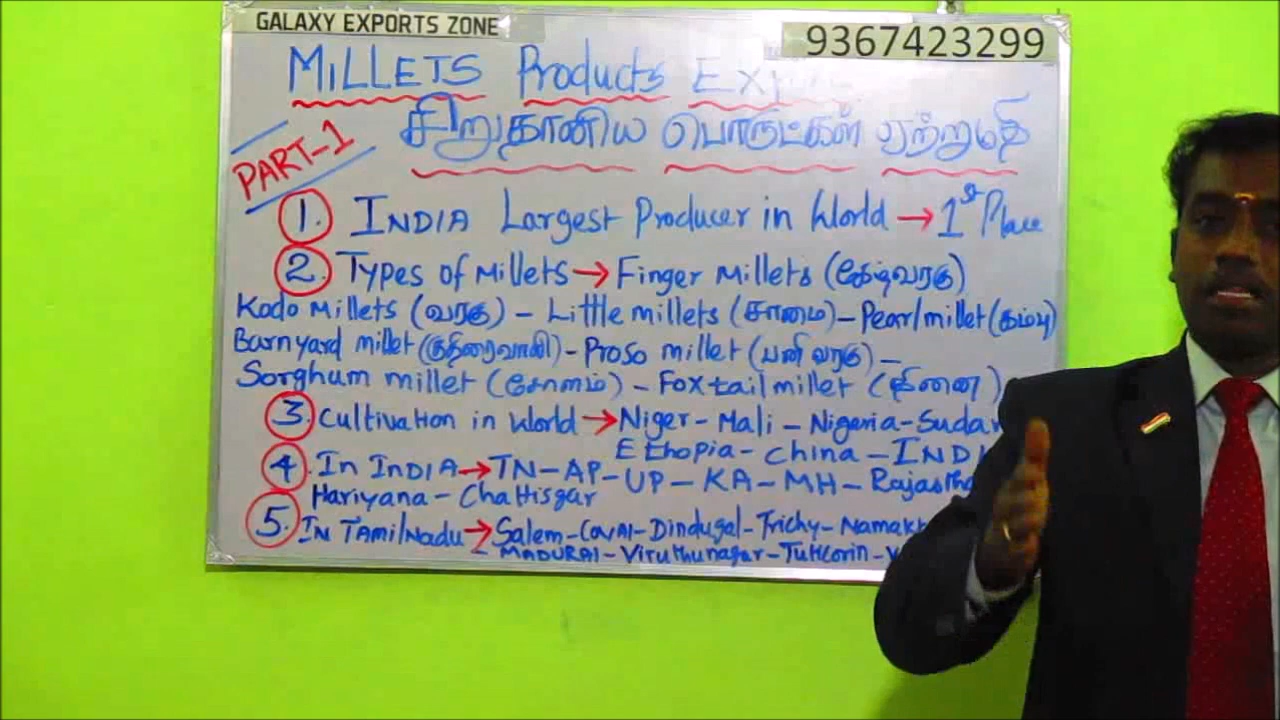 GALAXY EXPORTS ZONE
9367423299
MILLETS Products
சிறுதானிய பொருட்கள் ஏற்றுமதி
PART-1
1. INDIA Largest Producer in World → 1st Place
2. Types of Millets → Finger Millets (கேழ்வரகு)
Kodo Millets (வரகு) - Little millets (சாமை) - Pearl millet (கம்பு)
Barnyard millet (குதிரைவாலி) - Proso millet (பனி வரகு) -
Sorghum millet (சோளம்) - Foxtail millet (தினை)
3. Cultivation in World → Niger - Mali - Nigeria - Sudan
Ethopia - China - INDI
4. In INDIA → TN - AP - UP - KA - MH - Rajastha
Hariyana - Chattisgar
5. IN TamilNadu → Salem - COVAI - Dindugal - Trichy - Namakk
MADURAI - Viruthunagar - Tuticorin -